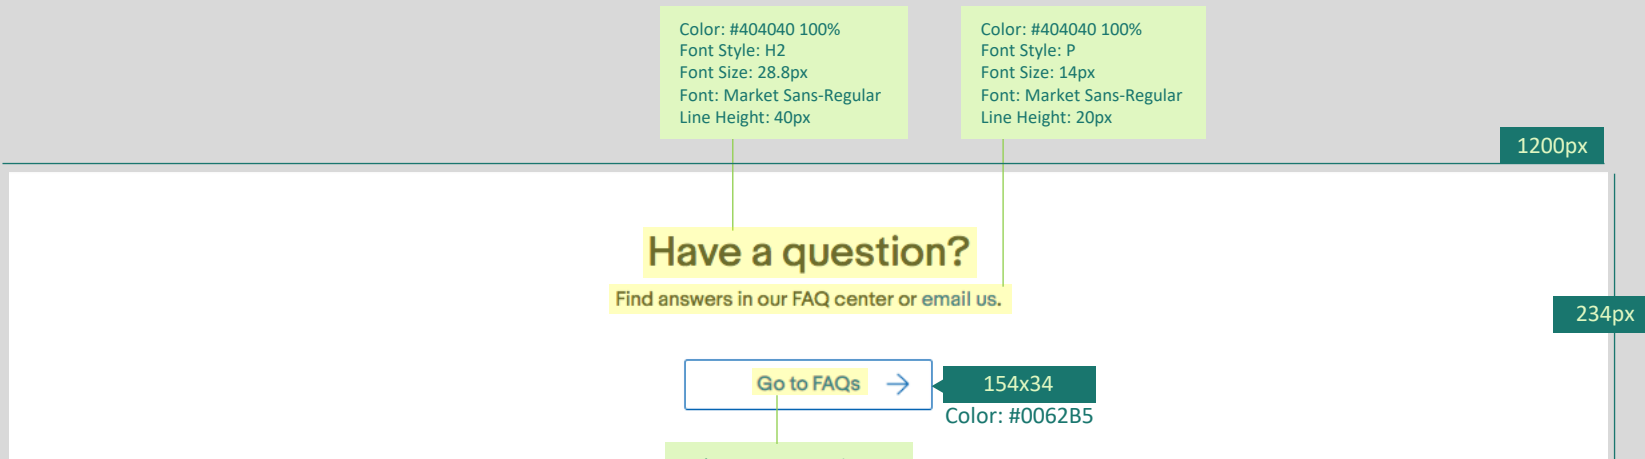 Color: #404040 100%
Font Style: H2
Font Size: 28.8px
Font: Market Sans-Regular
Line Height: 40px
Color: #404040 100%
Font Style: P
Font Size: 14px
Font: Market Sans-Regular
Line Height: 20px
1200px
Have a question?
Find answers in our FAQ center or email us.
234px
Go to FAQs
154x34
Color: #0062B5